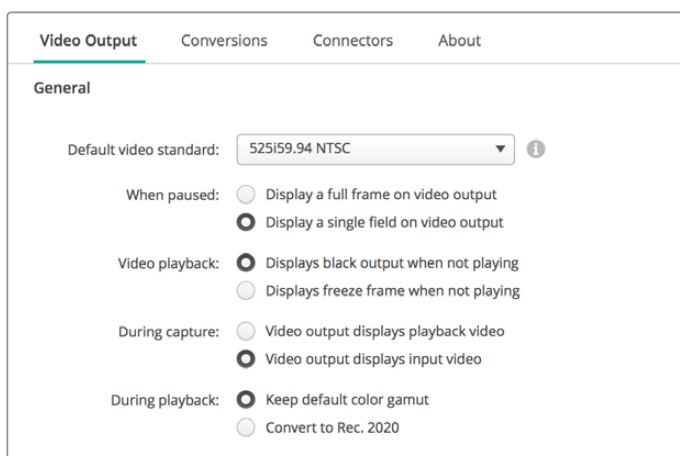 Video Output Conversions Connectors About
General
Default video standard: 525i59.94 NTSC
When paused: Display a full frame on video output
Display a single field on video output
Video playback: Displays black output when not playing
Displays freeze frame when not playing
During capture: Video output displays playback video
Video output displays input video
During playback: Keep default color gamut
Convert to Rec. 2020